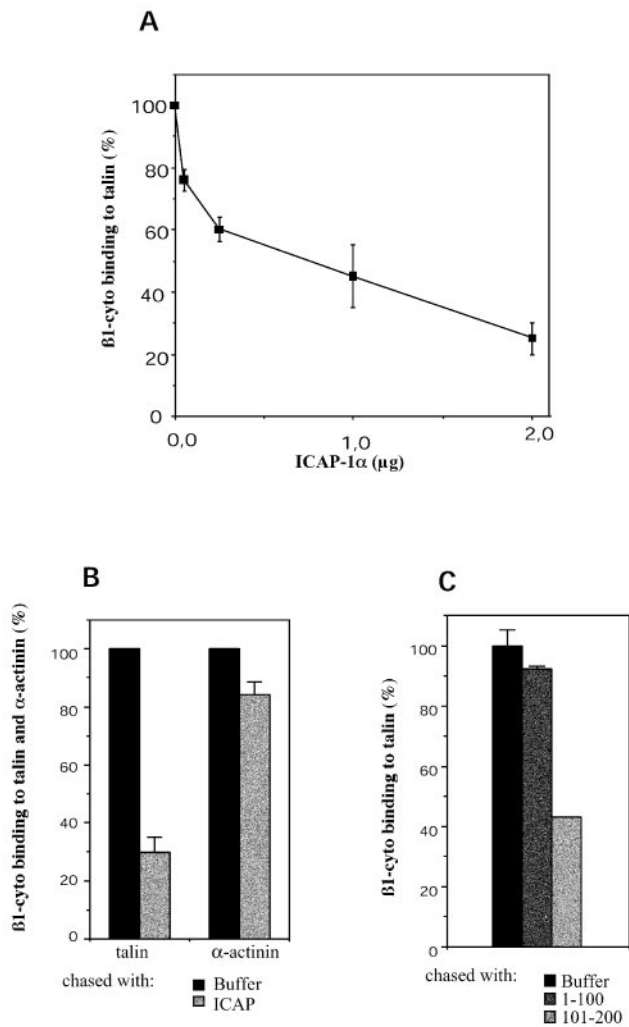 A
ß1-cyto binding to talin (%)
100
80
60
40
20
0
0,0 1,0 2,0
ICAP-1α (µg)
B
ß1-cyto binding to talin and α-actinin (%)
100
80
60
40
20
0
talin α-actinin
chased with: Buffer
ICAP
C
ß1-cyto binding to talin (%)
100
80
60
40
20
0
chased with: Buffer
1-100
101-200